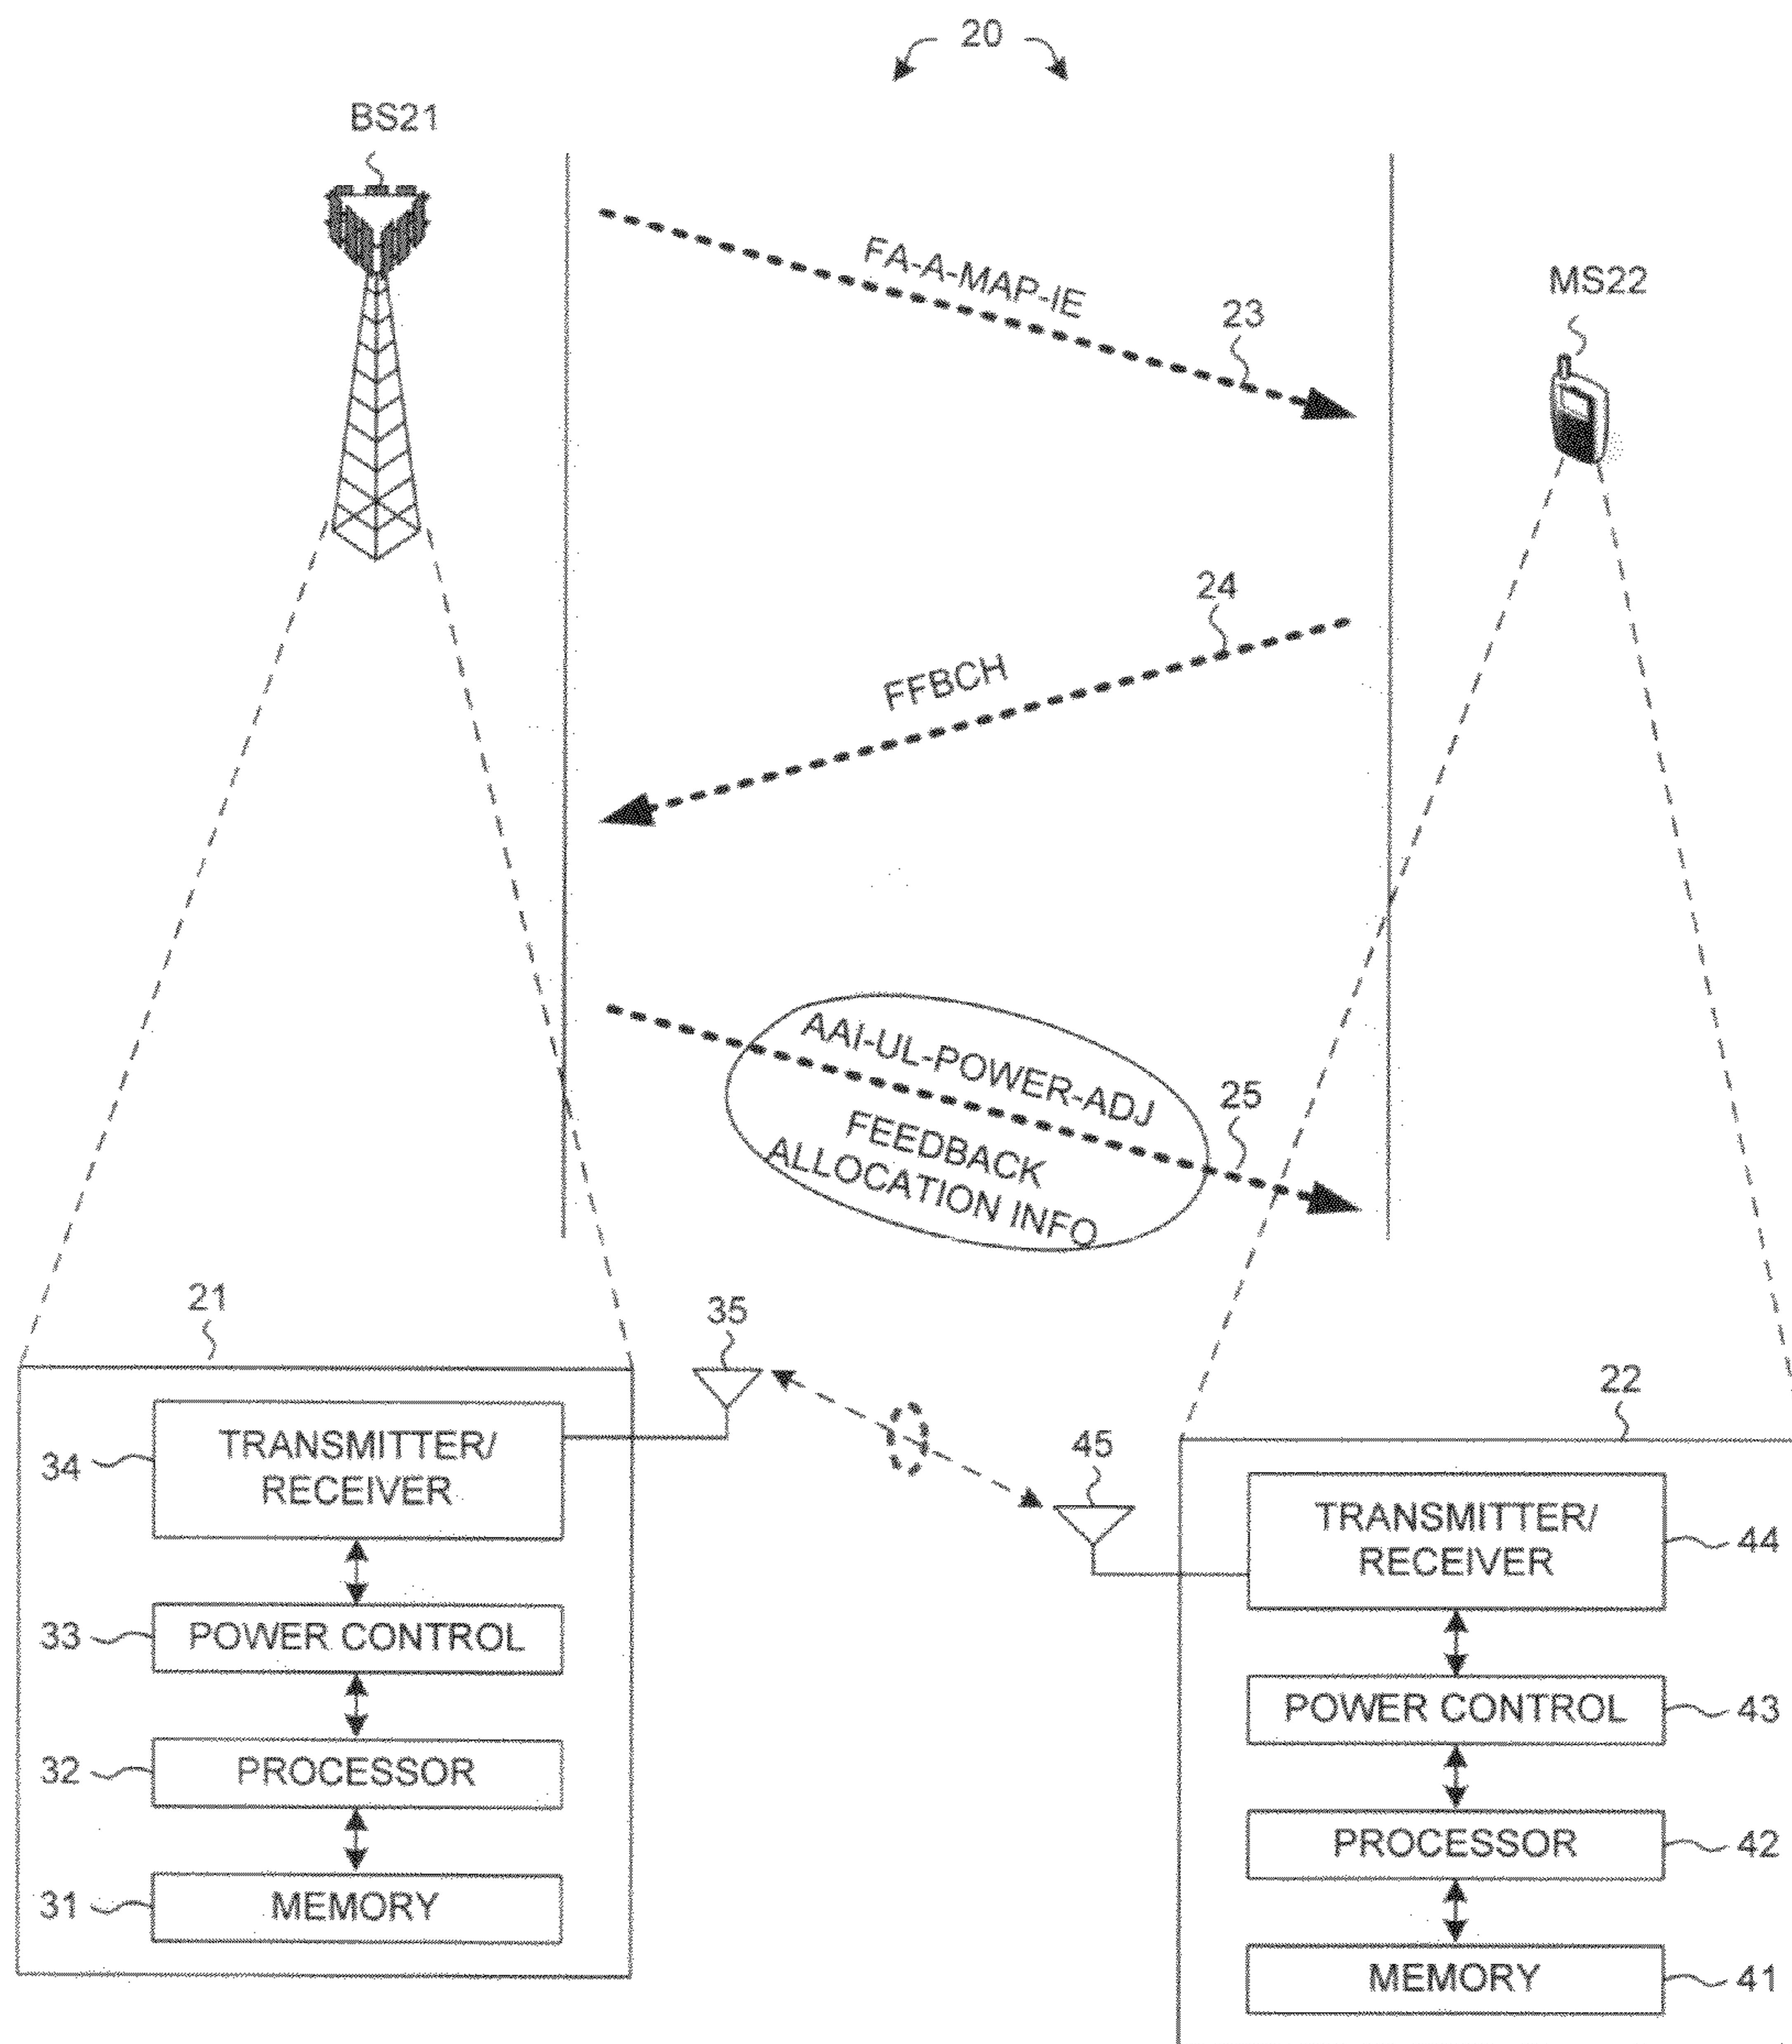 20
BS21
FA-A-MAP-IE
23
MS22
24
FFBCH
AAI-UL-POWER-ADJ
25
FEEDBACK
ALLOCATION INFO
21
35
34
TRANSMITTER/
RECEIVER
33
POWER CONTROL
32
PROCESSOR
31
MEMORY
22
45
TRANSMITTER/
RECEIVER
44
POWER CONTROL
43
PROCESSOR
42
MEMORY
41